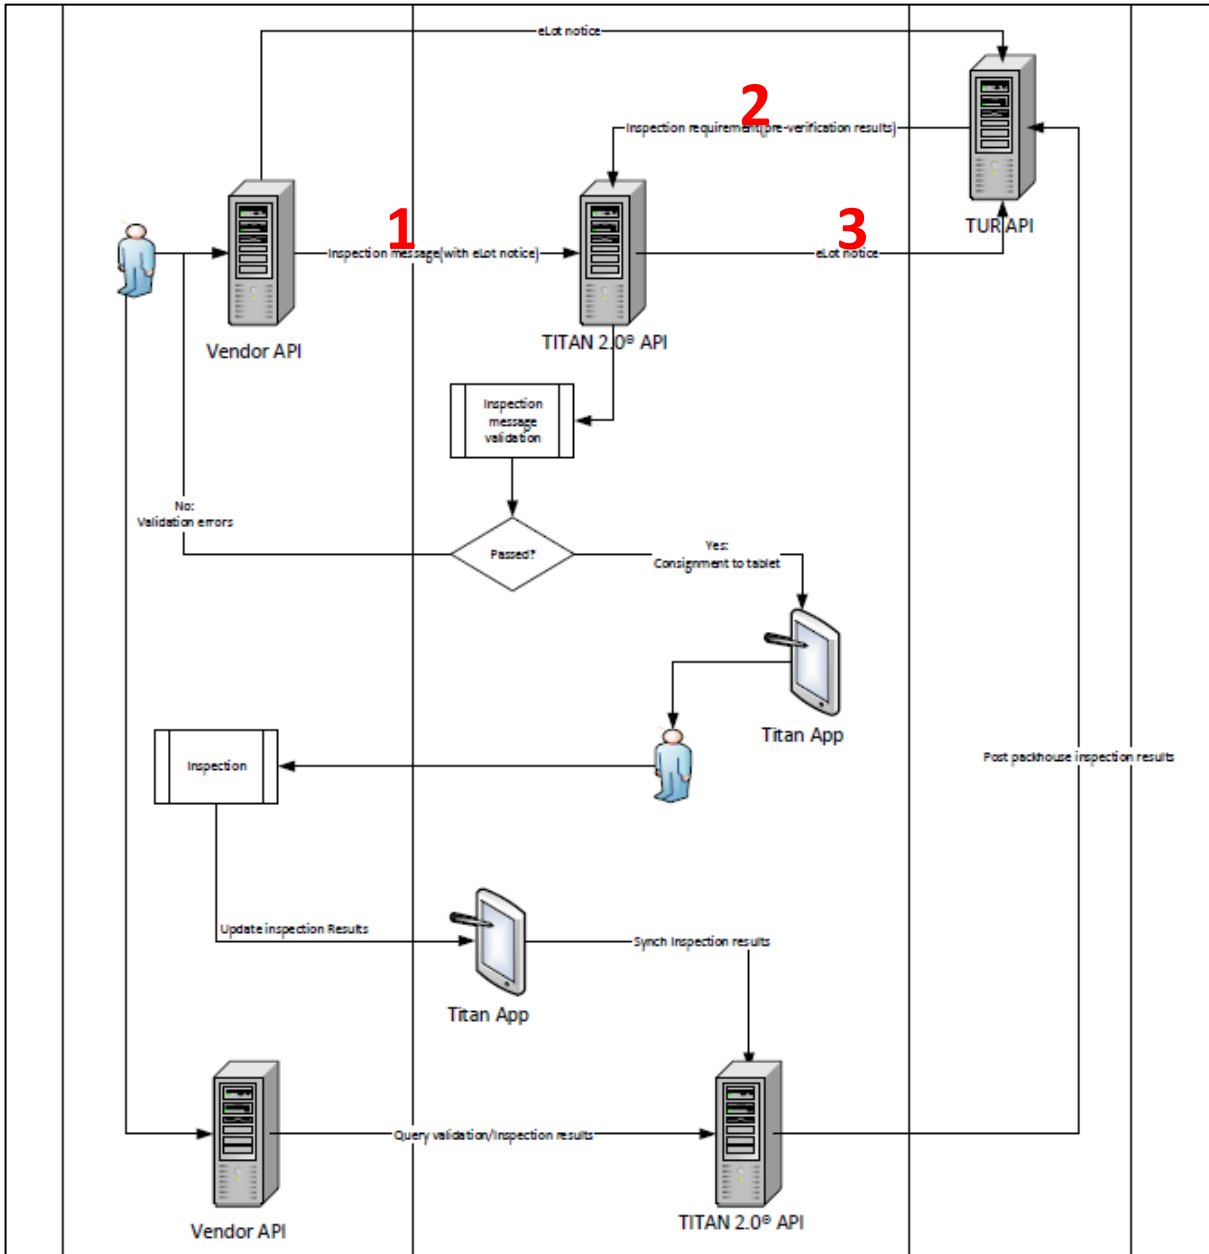 eLot notice
2
Inspection requirement(pre-verification results)
TUR API
1
3
Inspection message(with eLot notice)
eLot notice
Vendor API
TITAN 2.0® API
Inspection
message
validation
No:
Validation errors
Passed?
Yes:
Consignment to tablet
Titan App
Inspection
Post packhouse inspection results
Update inspection Results
Synch Inspection results
Titan App
Query validation/Inspection results
Vendor API
TITAN 2.0® API